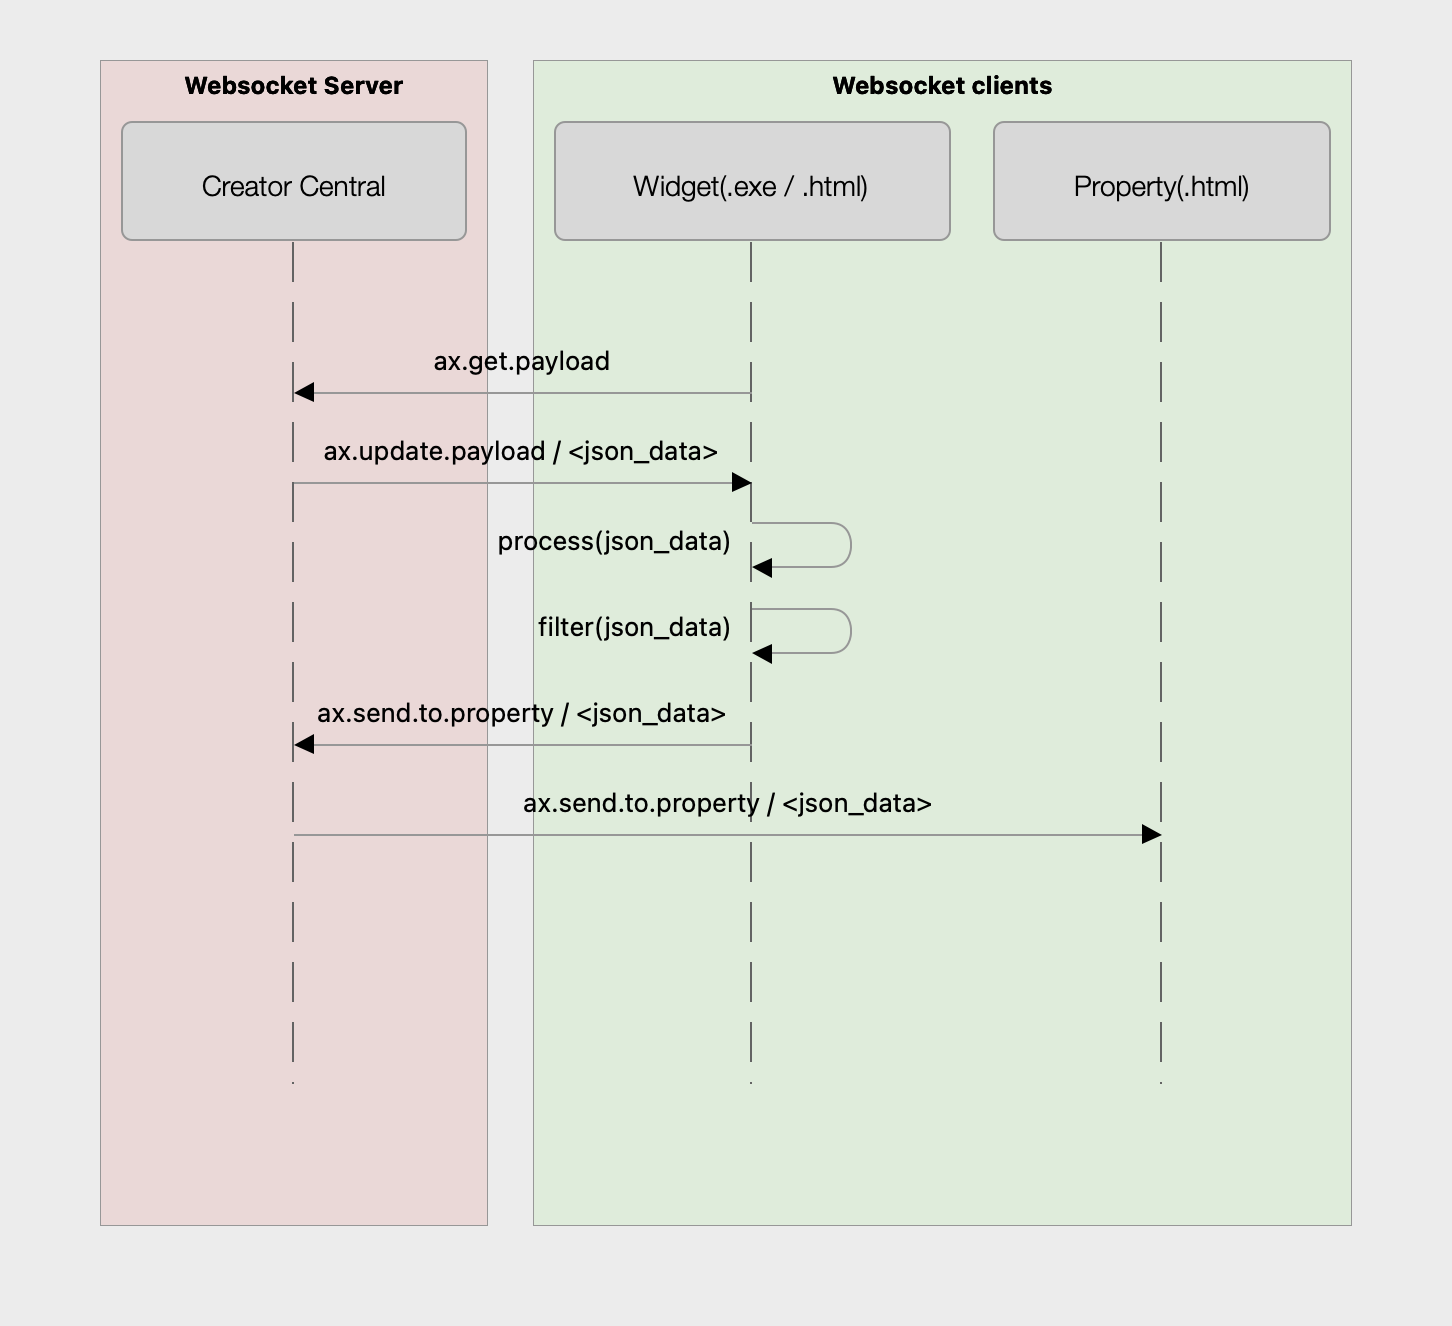 Websocket Server
Websocket clients
Creator Central
Widget(.exe / .html)
Property(.html)
ax.get.payload
ax.update.payload / <json_data>
process(json_data)
filter(json_data)
ax.send.to.property / <json_data>
ax.send.to.property / <json_data>